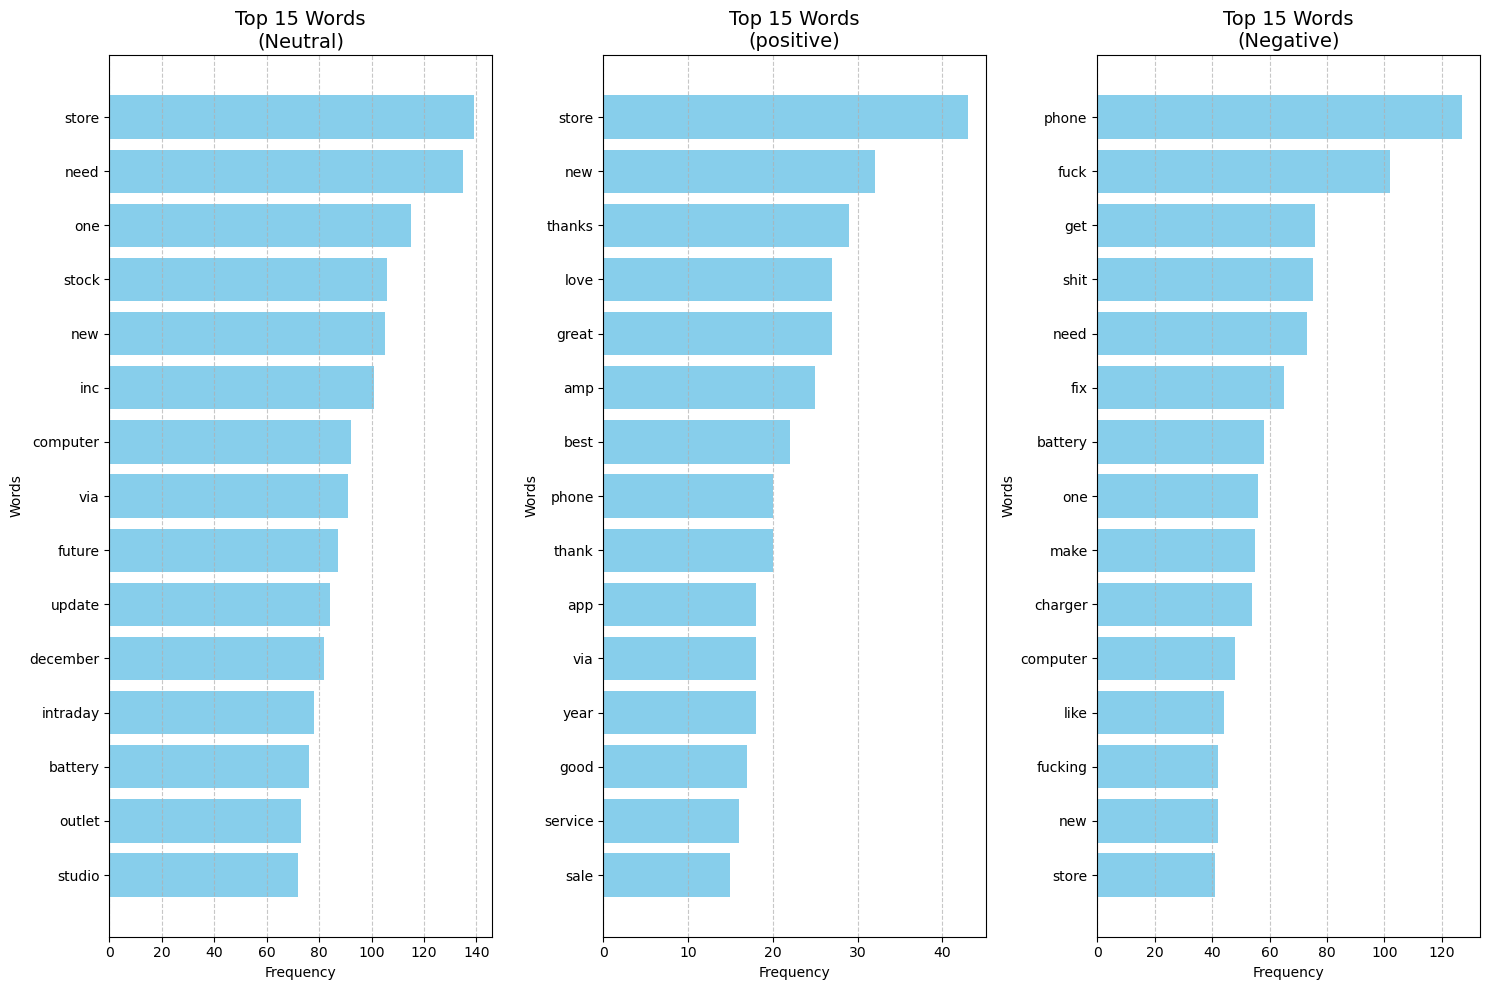 Top 15 Words
(Neutral)
Words
store
need
one
stock
new
inc
computer
via
future
update
december
intraday
battery
outlet
studio
0 20 40 60 80 100 120 140
Frequency
Top 15 Words
(positive)
Words
store
new
thanks
love
great
amp
best
phone
thank
app
via
year
good
service
sale
0 10 20 30 40
Frequency
Top 15 Words
(Negative)
Words
phone
fuck
get
shit
need
fix
battery
one
make
charger
computer
like
fucking
new
store
0 20 40 60 80 100 120
Frequency